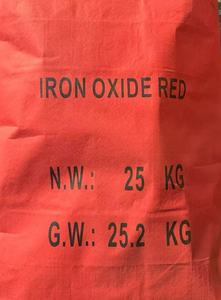 IRON OXIDE RED
N.W.: 25 KG
G.W.: 25.2 KG